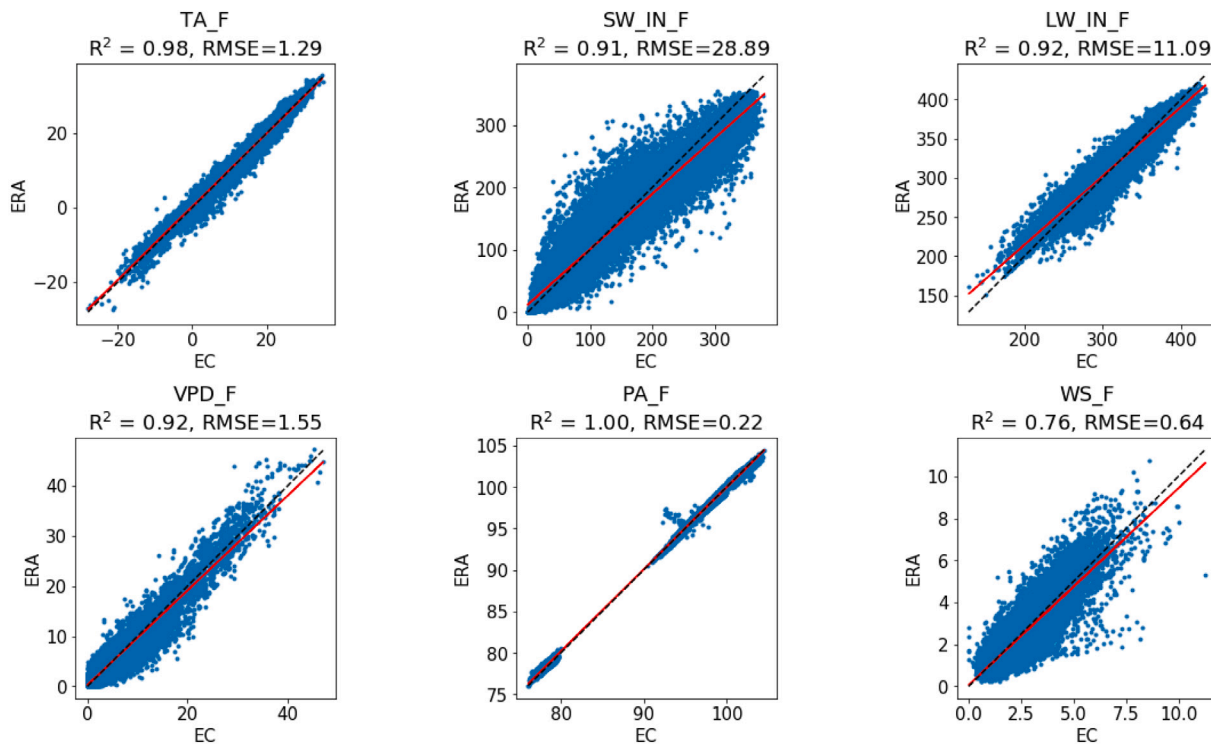 TA_F
R² = 0.98, RMSE=1.29
ERA
20
0
−20
−20 0 20
EC
SW_IN_F
R² = 0.91, RMSE=28.89
ERA
300
200
100
0
0 100 200 300
EC
LW_IN_F
R² = 0.92, RMSE=11.09
ERA
400
350
300
250
200
150
200 300 400
EC
VPD_F
R² = 0.92, RMSE=1.55
ERA
40
30
20
10
0
0 20 40
EC
PA_F
R² = 1.00, RMSE=0.22
ERA
105
100
95
90
85
80
75
80 90 100
EC
WS_F
R² = 0.76, RMSE=0.64
ERA
10
8
6
4
2
0
0.0 2.5 5.0 7.5 10.0
EC